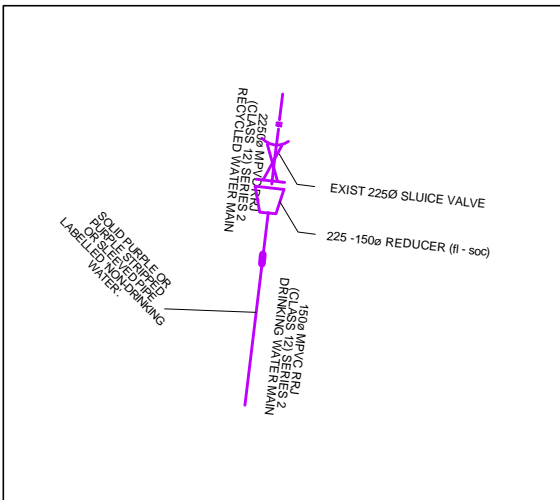 2250ø MPVC RRJ
(CLASS 12) SERIES 2
RECYCLED WATER MAIN
EXIST 225Ø SLUICE VALVE
225 -150ø REDUCER (fl - soc)
SOLID PURPLE OR
PURPLE STRIPPED
OR SLEEVED PIPE
LABELLED 'NON-DRINKING
WATER'.
150ø MPVC RRJ
(CLASS 12) SERIES 2
DRINKING WATER MAIN